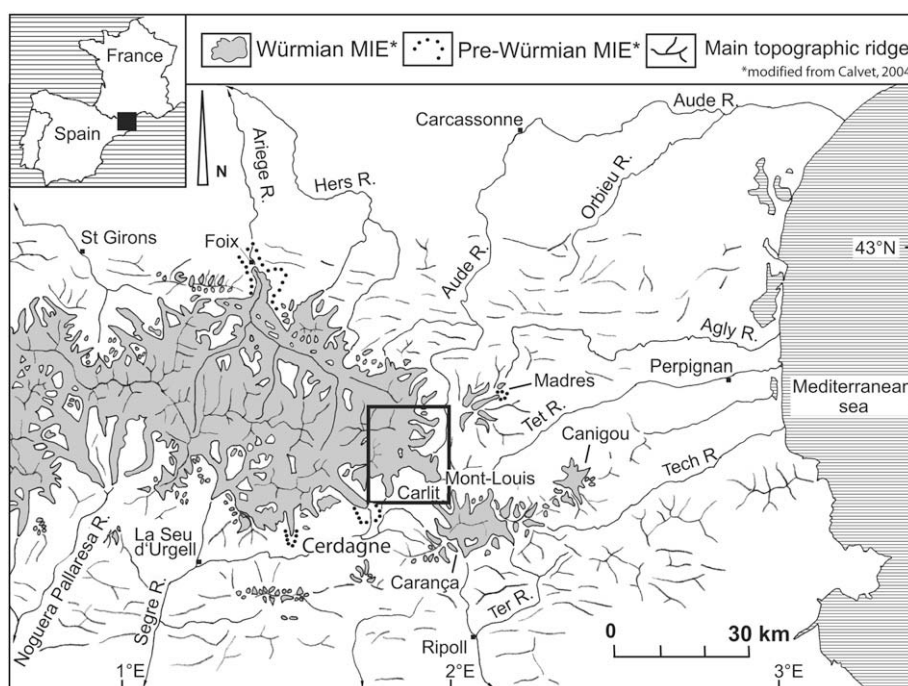 France
Spain
Würmian MIE*
Pre-Würmian MIE*
Main topographic ridge
*modified from Calvet, 2004
N
Ariege R.
Hers R.
Carcassonne
Aude R.
Orbieu R.
Aude R.
St Girons
Foix
43°N
Agly R.
Perpignan
Madres
Tet R.
Mediterranean
sea
Canigou
Tech R.
Mont-Louis
Carlit
La Seu
d'Urgell
Cerdagne
Carança
Noguera Pallaresa R.
Segre R.
Ter R.
Ripoll
0 30 km
1°E
2°E
3°E